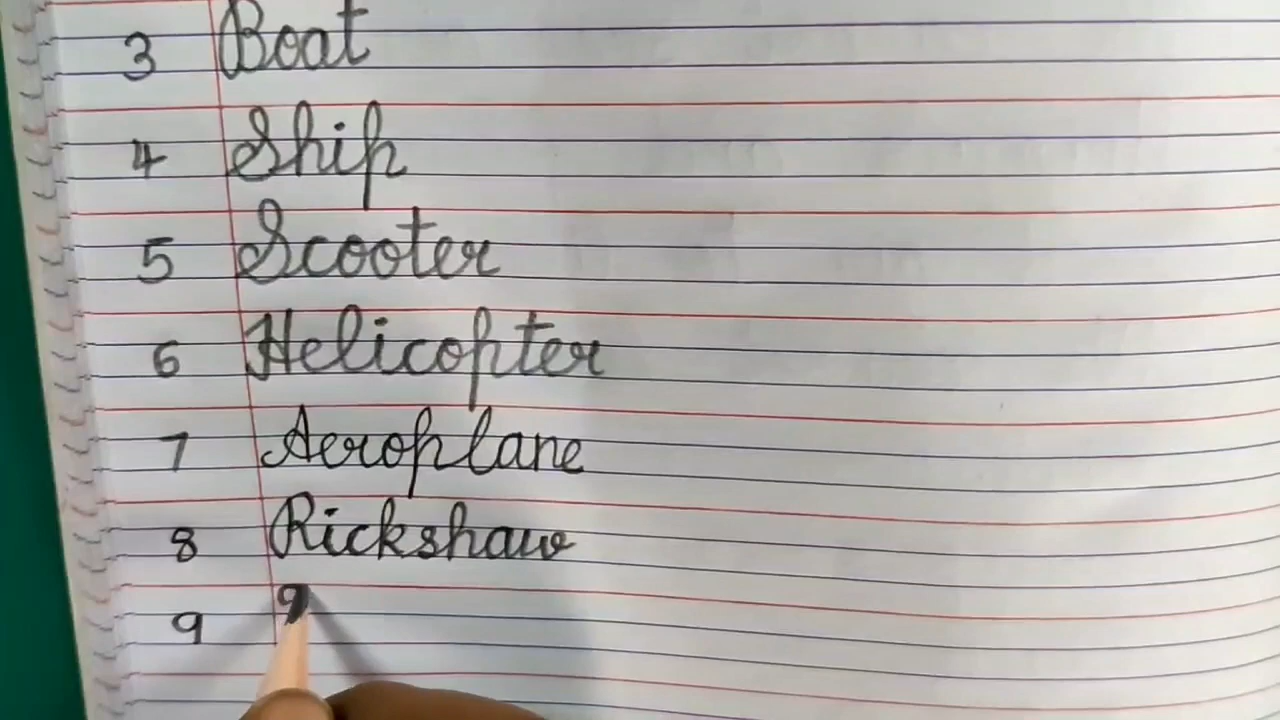 3 Boat
4 Ship
5 Scooter
6 Helicopter
7 Aeroplane
8 Rickshaw
9